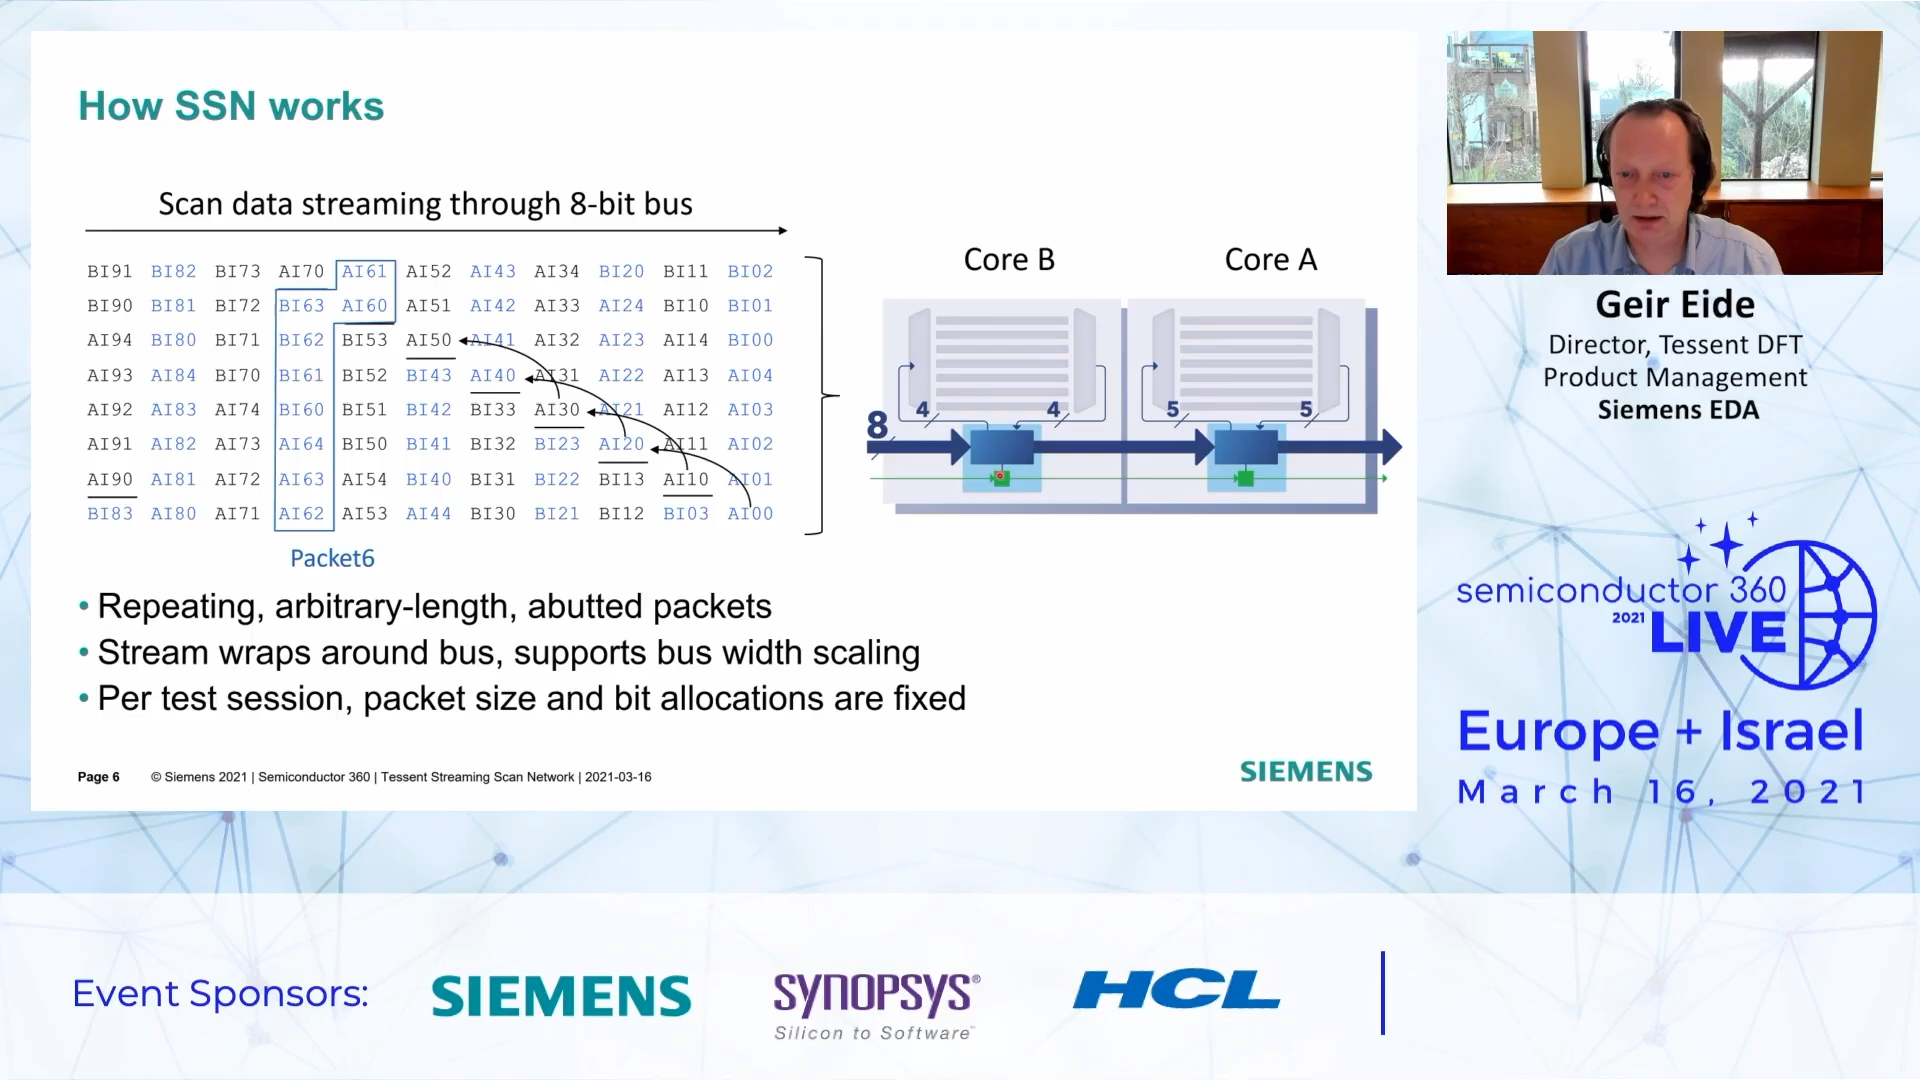 How SSN works
Scan data streaming through 8-bit bus
BI91 BI82 BI73 AI70 AI61 AI52 AI43 AI34 BI20 BI11 BI02
BI90 BI81 BI72 BI63 AI60 AI51 AI42 AI33 AI24 BI10 BI01
AI94 BI80 BI71 BI62 BI53 AI50 AI41 AI32 AI23 AI14 BI00
AI93 AI84 BI70 BI61 BI52 BI43 AI40 AI31 AI22 AI13 AI04
AI92 AI83 AI74 BI60 BI51 BI42 BI33 AI30 AI21 AI12 AI03
AI91 AI82 AI73 AI64 BI50 BI41 BI32 BI23 AI20 AI11 AI02
AI90 AI81 AI72 AI63 AI54 BI40 BI31 BI22 BI13 AI10 AI01
BI83 AI80 AI71 AI62 AI53 AI44 BI30 BI21 BI12 BI03 AI00
Packet6
Core B Core A
4 4 5 5
8
• Repeating, arbitrary-length, abutted packets
• Stream wraps around bus, supports bus width scaling
• Per test session, packet size and bit allocations are fixed
Page 6 © Siemens 2021 | Semiconductor 360 | Tessent Streaming Scan Network | 2021-03-16
SIEMENS
Geir Eide
Director, Tessent DFT
Product Management
Siemens EDA
semiconductor 360
2021 LIVE
Europe + Israel
March 16, 2021
Event Sponsors:
SIEMENS
SYNOPSYS®
Silicon to Software™
HCL